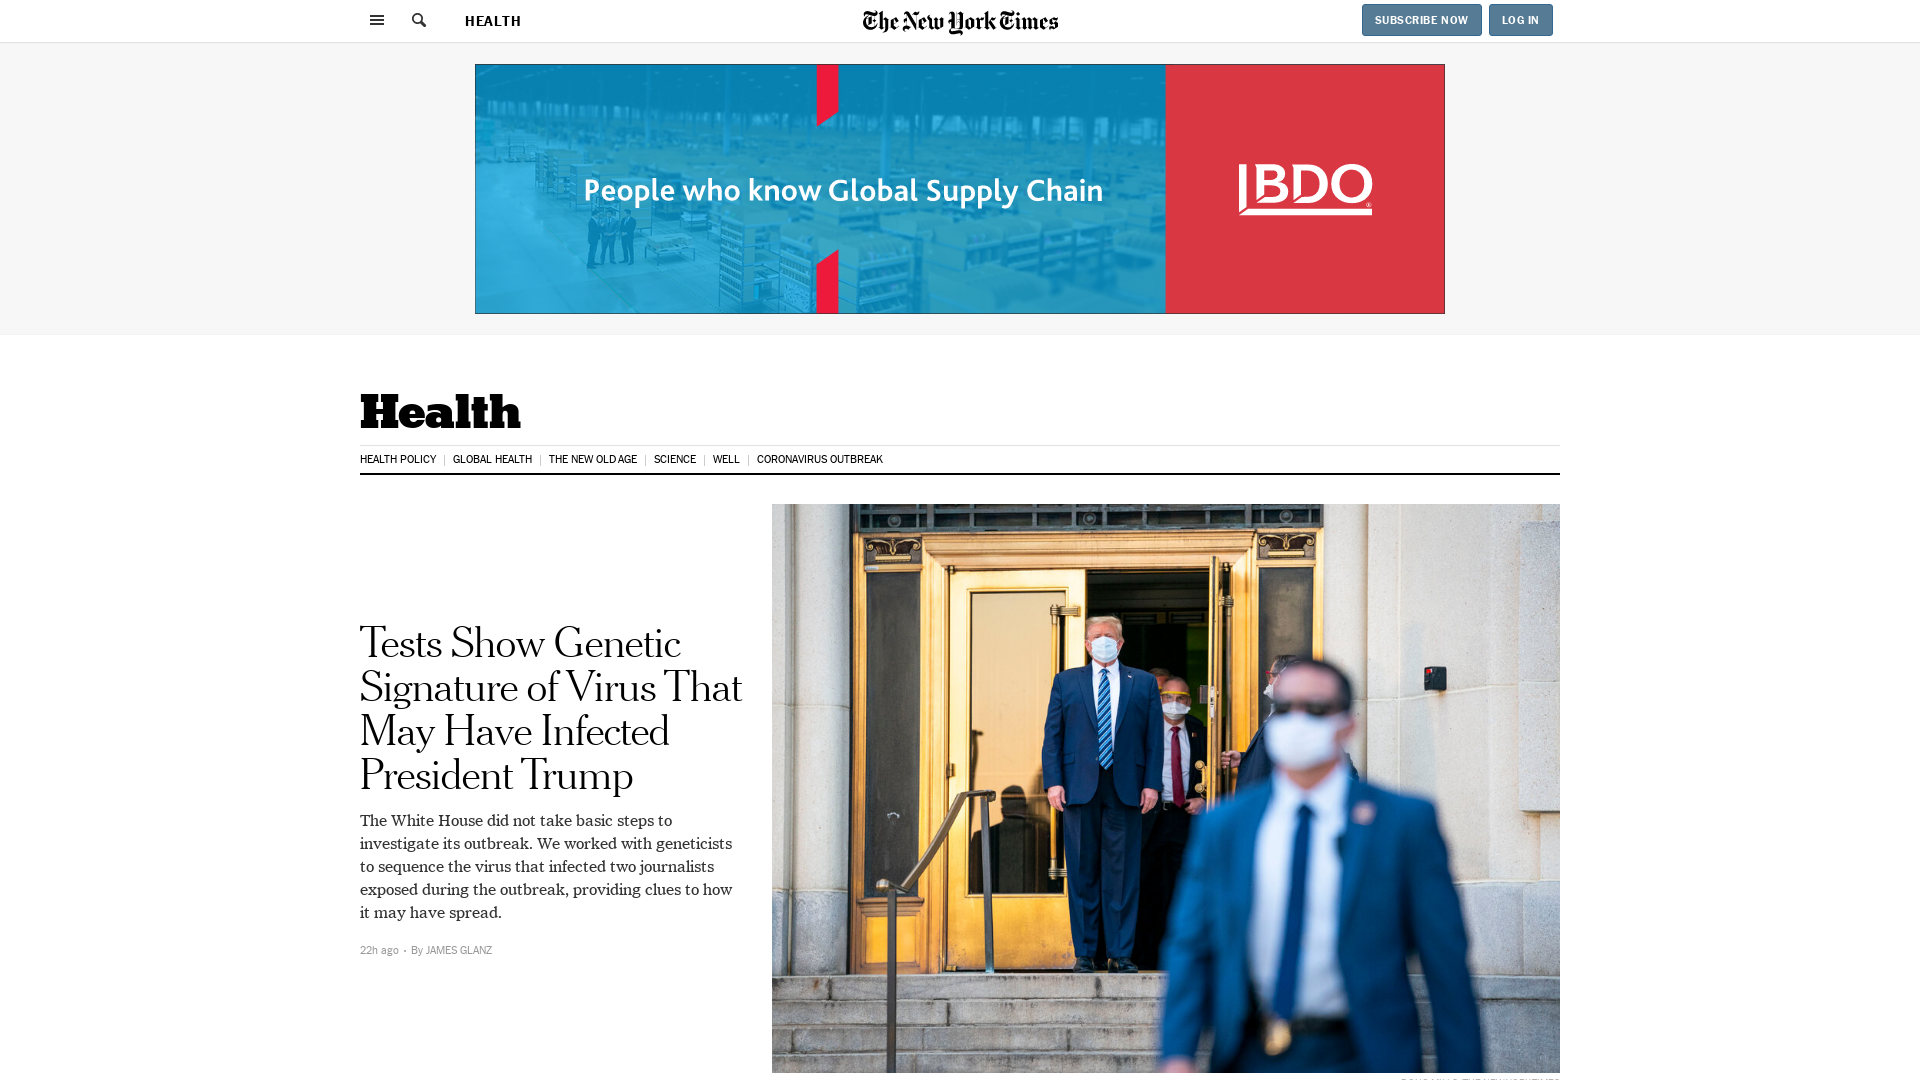 HEALTH
The New York Times
SUBSCRIBE NOW
LOG IN
People who know Global Supply Chain
BDO
Health
HEALTH POLICY
GLOBAL HEALTH
THE NEW OLD AGE
SCIENCE
WELL
CORONAVIRUS OUTBREAK
Tests Show Genetic
Signature of Virus That
May Have Infected
President Trump
The White House did not take basic steps to
investigate its outbreak. We worked with geneticists
to sequence the virus that infected two journalists
exposed during the outbreak, providing clues to how
it may have spread.
22h ago • By JAMES GLANZ